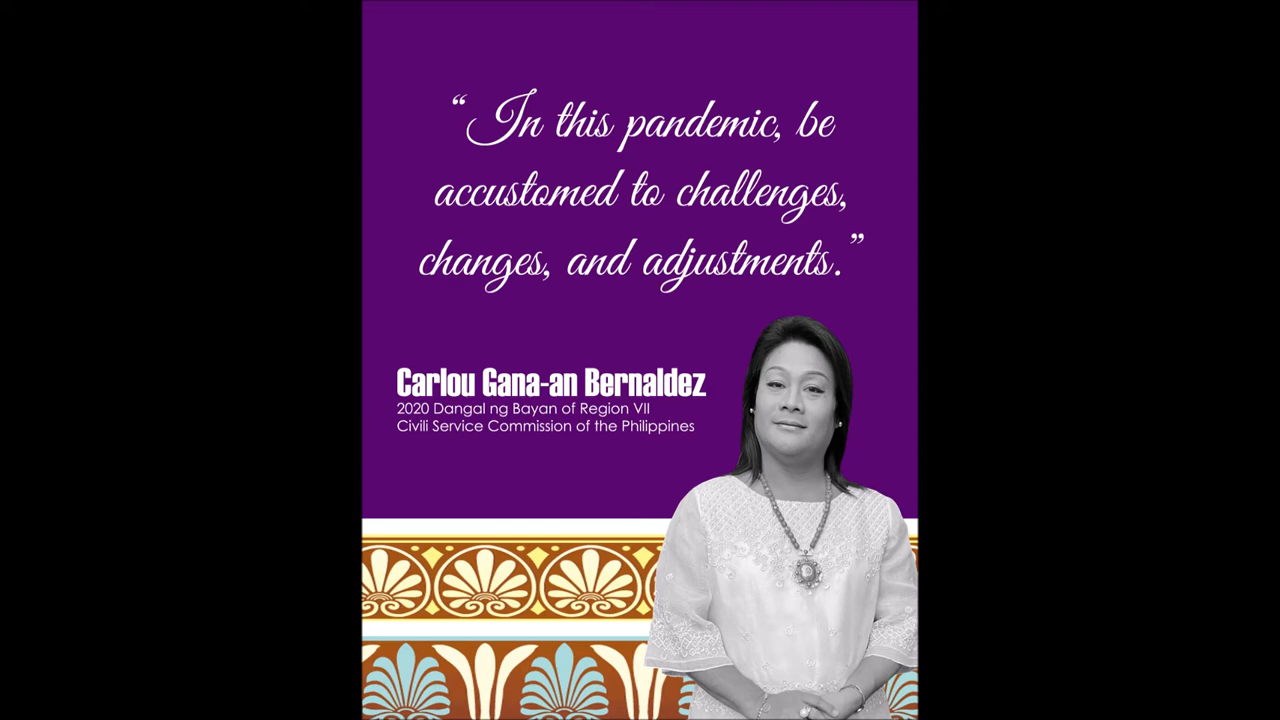 “In this pandemic, be
accustomed to challenges,
changes, and adjustments.”
Carlou Gana-an Bernaldez
2020 Dangal ng Bayan of Region VII
Civili Service Commission of the Philippines